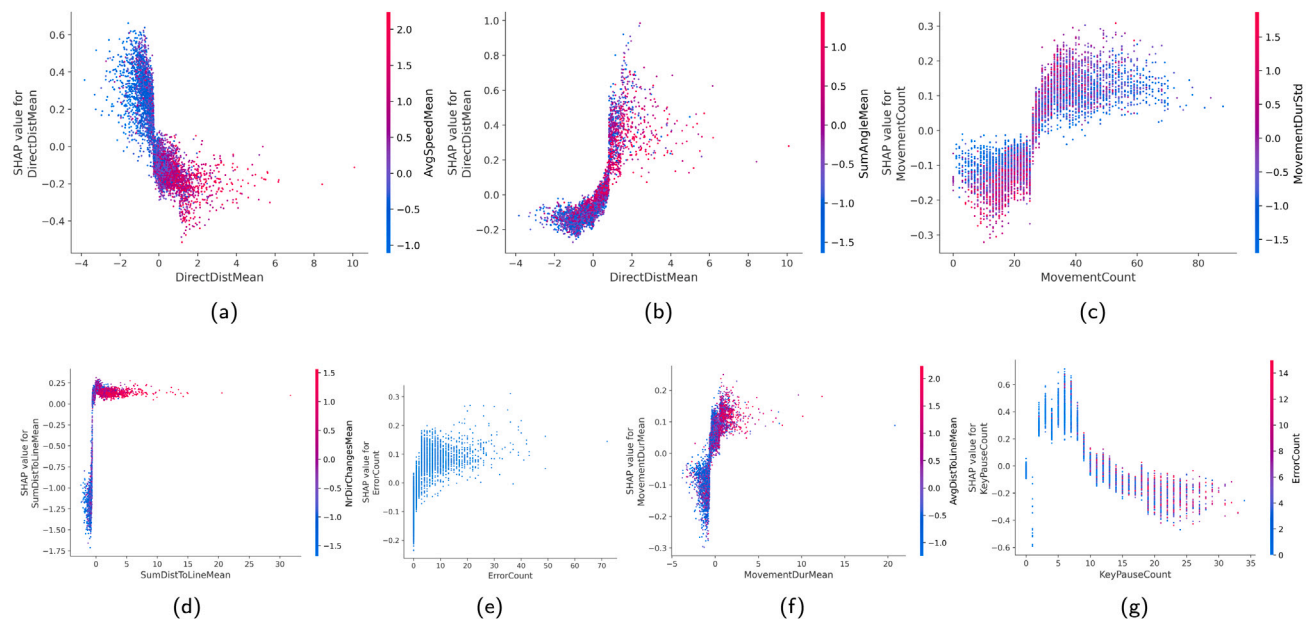 SHAP value for
DirectDistMean
0.6
0.4
0.2
0.0
−0.2
−0.4
−4 −2 0 2 4 6 8 10
DirectDistMean
2.0
1.5
1.0
0.5
0.0
−0.5
−1.0
AvgSpeedMean
(a)
SHAP value for
DirectDistMean
1.0
0.8
0.6
0.4
0.2
0.0
−0.2
−4 −2 0 2 4 6 8 10
DirectDistMean
1.0
0.5
0.0
−0.5
−1.0
−1.5
SumAngleMean
(b)
SHAP value for
MovementCount
0.3
0.2
0.1
0.0
−0.1
−0.2
−0.3
0 20 40 60 80
MovementCount
1.5
1.0
0.5
0.0
−0.5
−1.0
−1.5
MovementDurStd
(c)
SHAP value for
SumDistToLineMean
0.25
0.00
−0.25
−0.50
−0.75
−1.00
−1.25
−1.50
−1.75
0 5 10 15 20 25 30
SumDistToLineMean
1.5
1.0
0.5
0.0
−0.5
−1.0
−1.5
NrDirChangesMean
(d)
SHAP value for
ErrorCount
0.3
0.2
0.1
0.0
−0.1
−0.2
0 10 20 30 40 50 60 70
ErrorCount
(e)
SHAP value for
MovementDurMean
0.2
0.1
0.0
−0.1
−0.2
−0.3
0 5 10 15 20
MovementDurMean
2.0
1.5
1.0
0.5
0.0
−0.5
−1.0
AvgDistToLineMean
(f)
SHAP value for
KeyPauseCount
0.6
0.4
0.2
0.0
−0.2
−0.4
−0.6
0 5 10 15 20 25 30 35
KeyPauseCount
14
12
10
8
6
4
2
0
ErrorCount
(g)